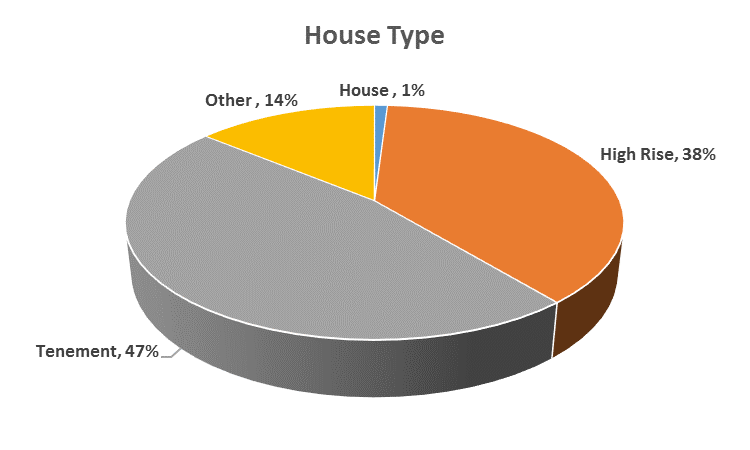 House Type
House , 1%
Other , 14%
High Rise, 38%
Tenement, 47%